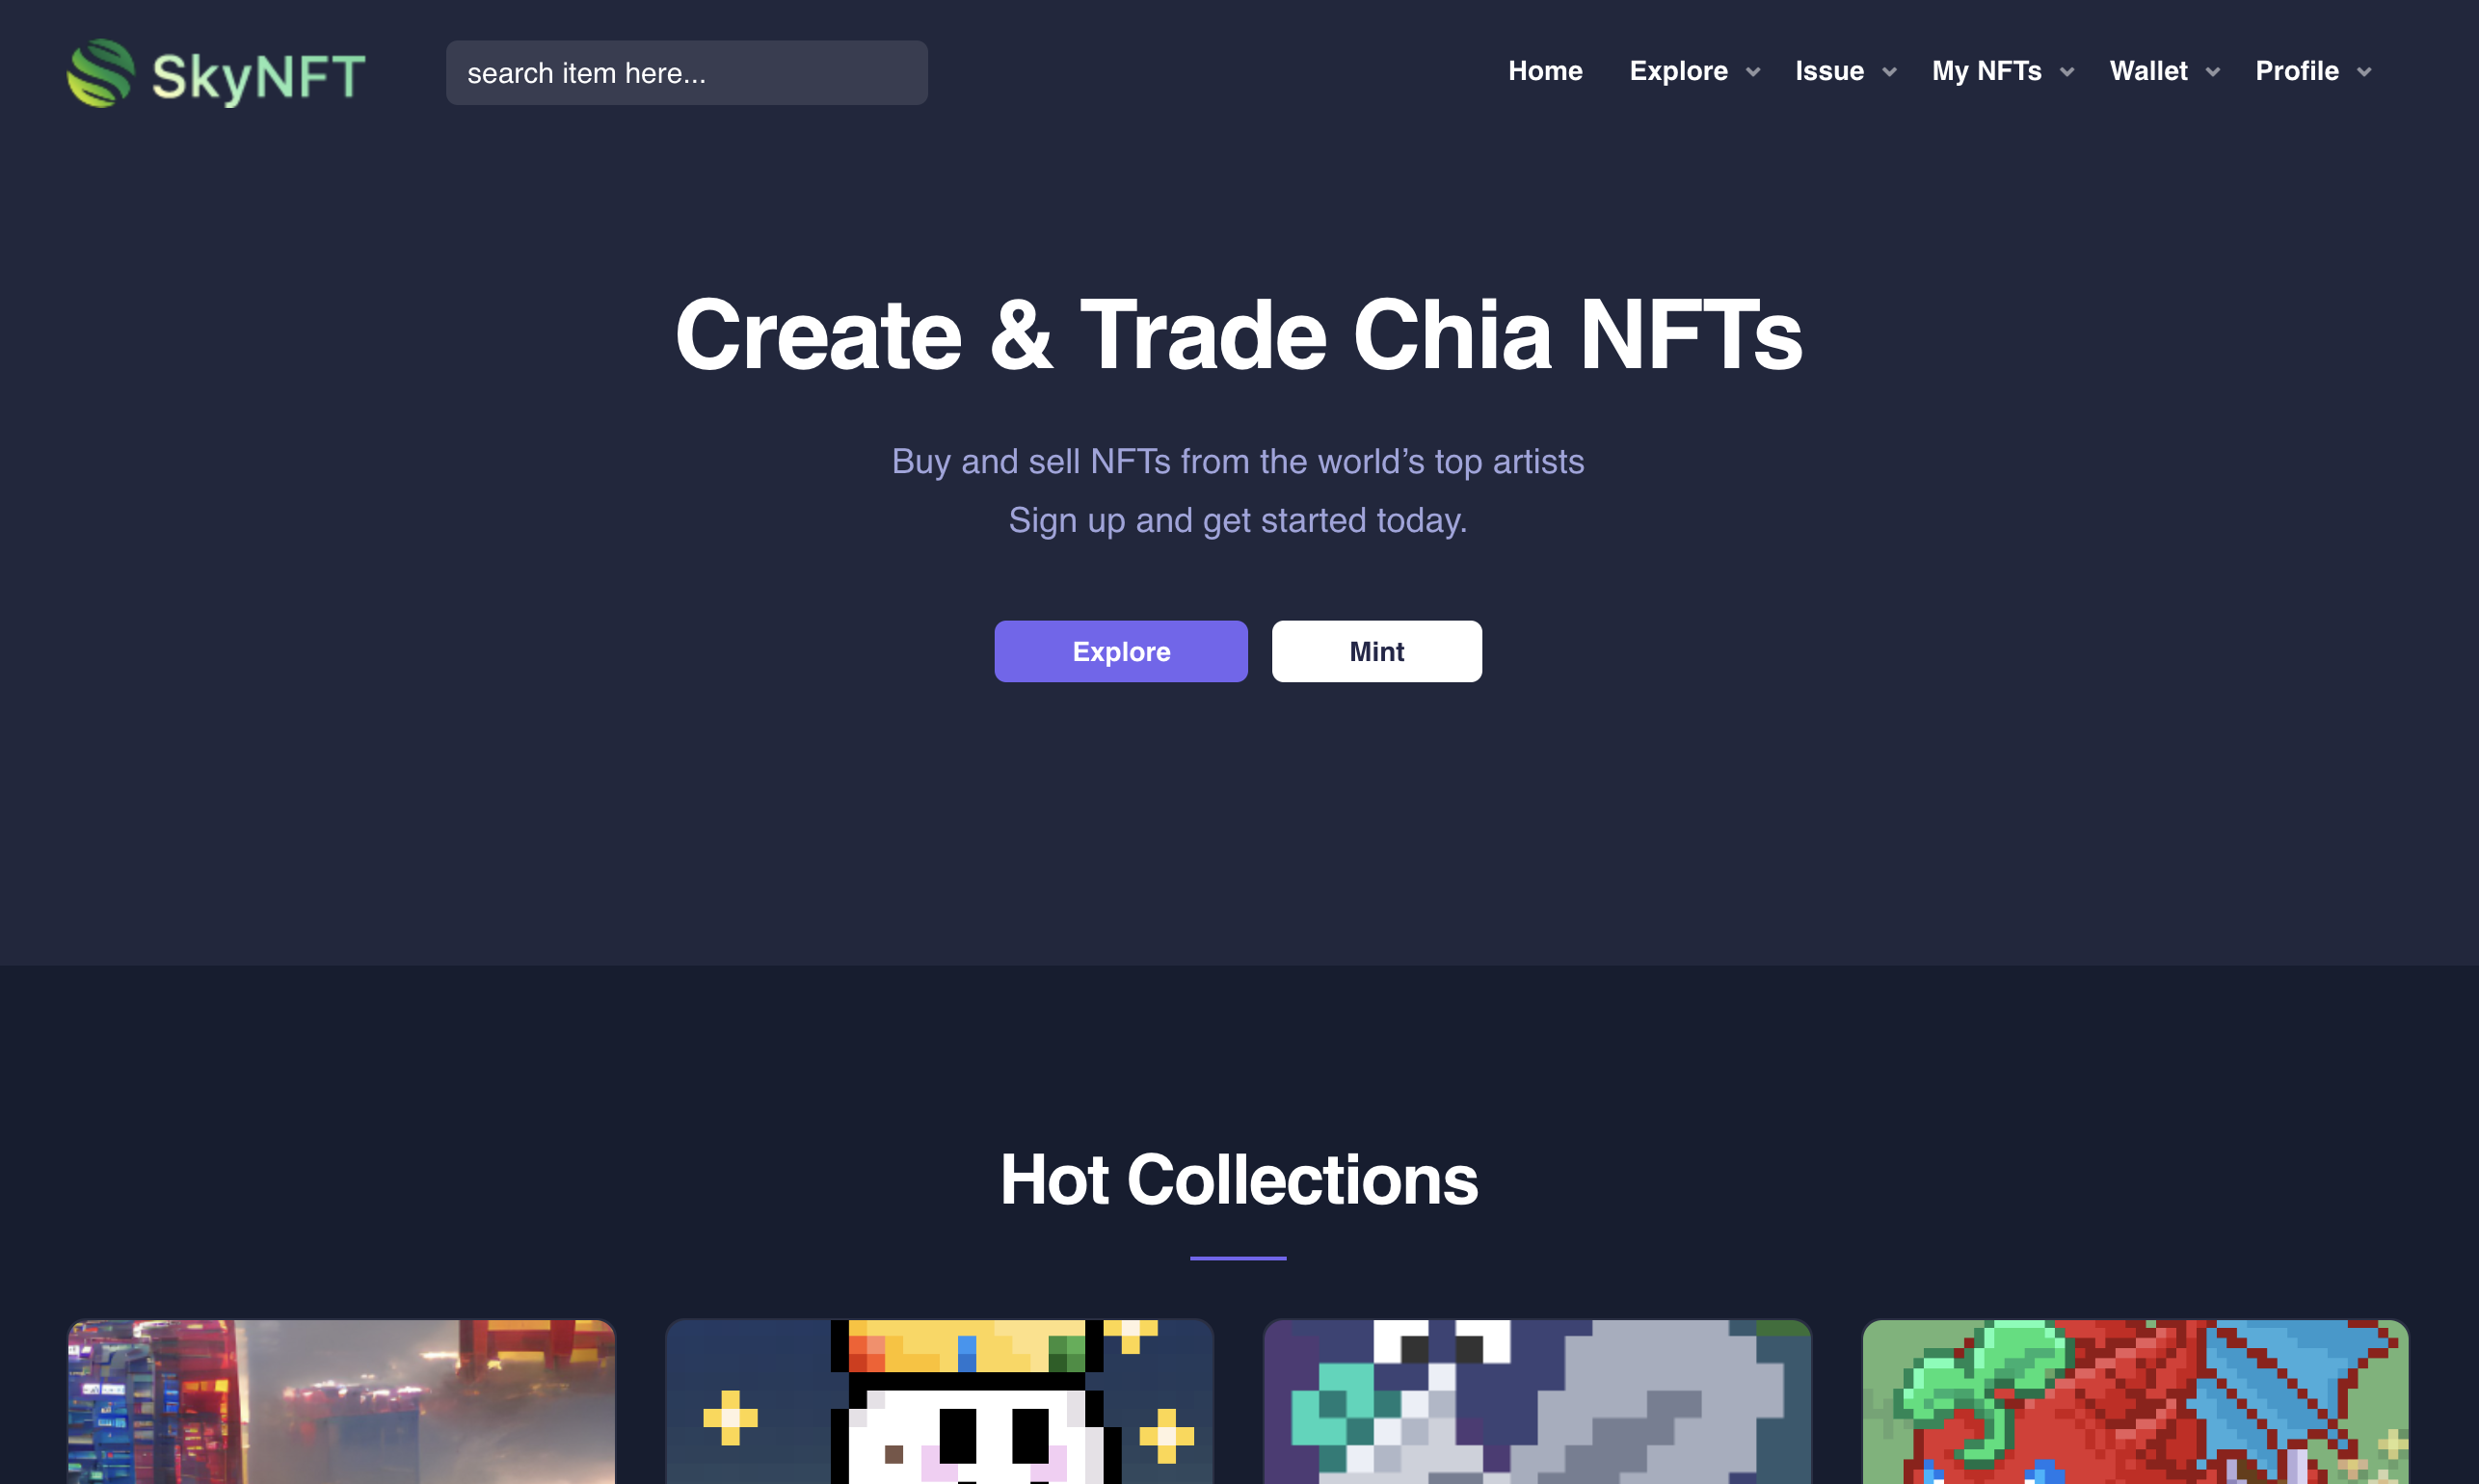 SkyNFT
search item here...
Home Explore Issue My NFTs Wallet Profile
Create & Trade Chia NFTs
Buy and sell NFTs from the world’s top artists
Sign up and get started today.
Explore Mint
Hot Collections